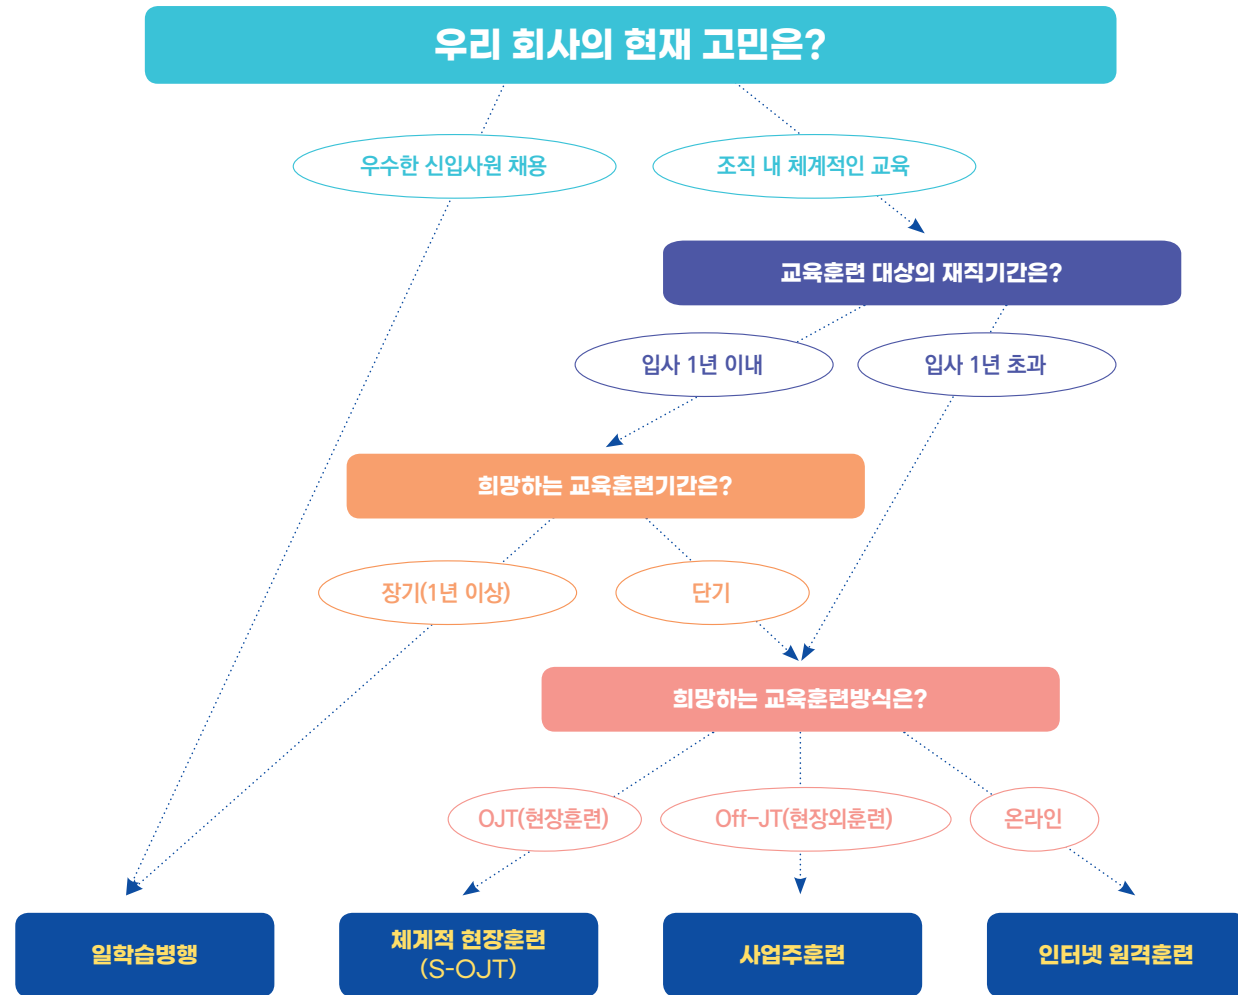 우리 회사의 현재 고민은?
우수한 신입사원 채용
조직 내 체계적인 교육
교육훈련 대상의 재직기간은?
입사 1년 이내
입사 1년 초과
희망하는 교육훈련기간은?
장기(1년 이상)
단기
희망하는 교육훈련방식은?
OJT(현장훈련)
Off-JT(현장외훈련)
온라인
일학습병행
체계적 현장훈련
(S-OJT)
사업주훈련
인터넷 원격훈련